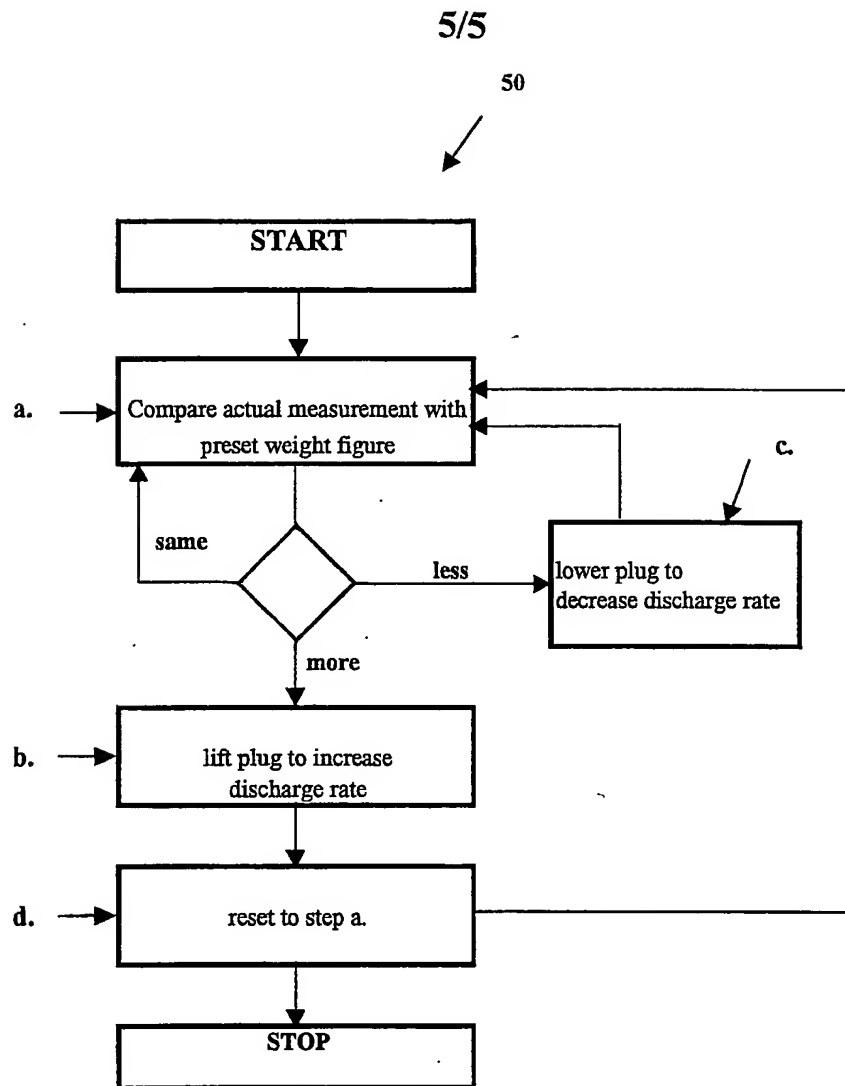 5/5
50
START
a.
Compare actual measurement with
preset weight figure
c.
same
less
lower plug to
decrease discharge rate
more
b.
lift plug to increase
discharge rate
d.
reset to step a.
STOP